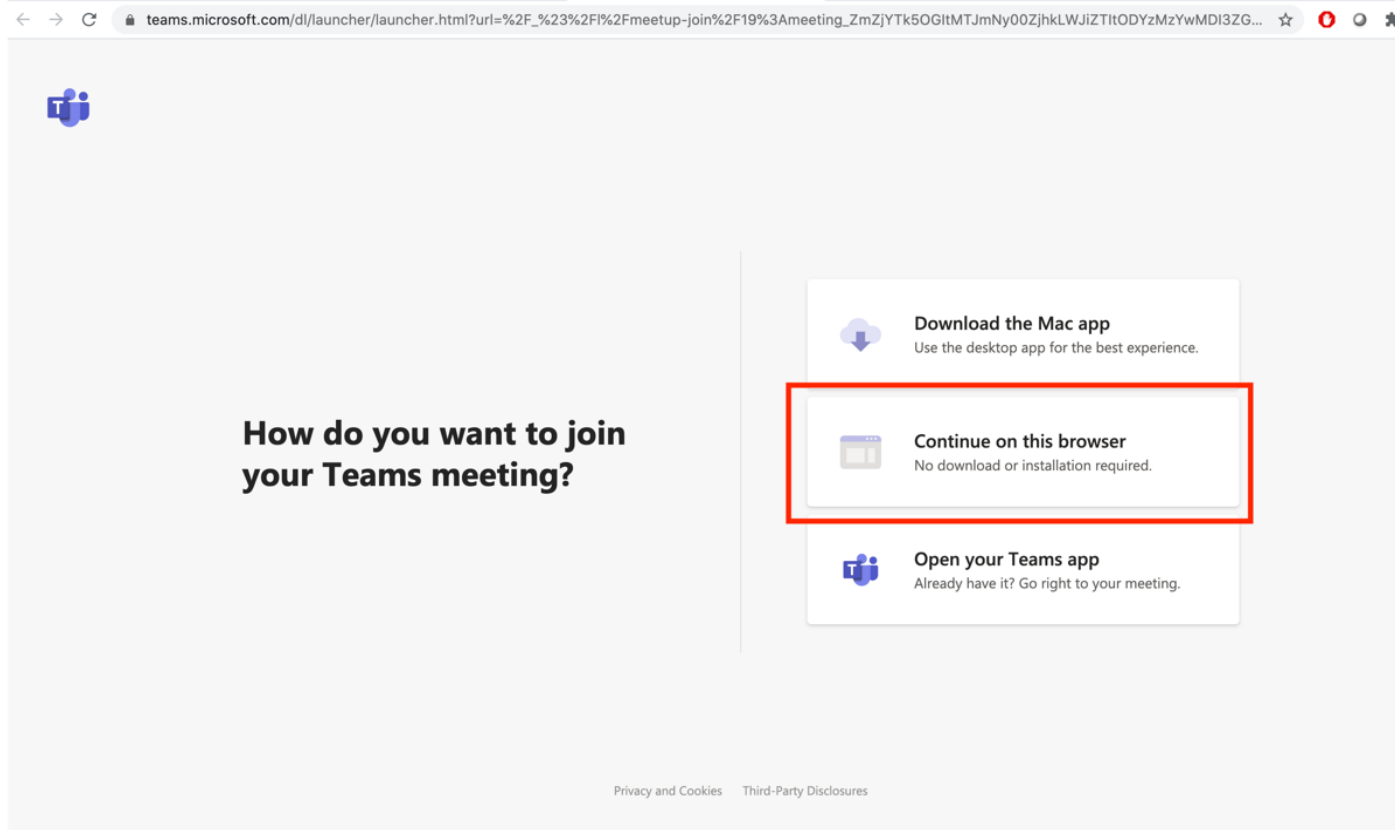 teams.microsoft.com/dl/launcher/launcher.html?url=%2F_%23%2Fl%2Fmeetup-join%2F19%3Ameeting_ZmZjYTk5OGItMTJmNy00ZjhkLWJiZTItODYzMzYwMDI3ZG...
T
Download the Mac app
Use the desktop app for the best experience.
How do you want to join
your Teams meeting?
Continue on this browser
No download or installation required.
T
Open your Teams app
Already have it? Go right to your meeting.
Privacy and Cookies Third-Party Disclosures